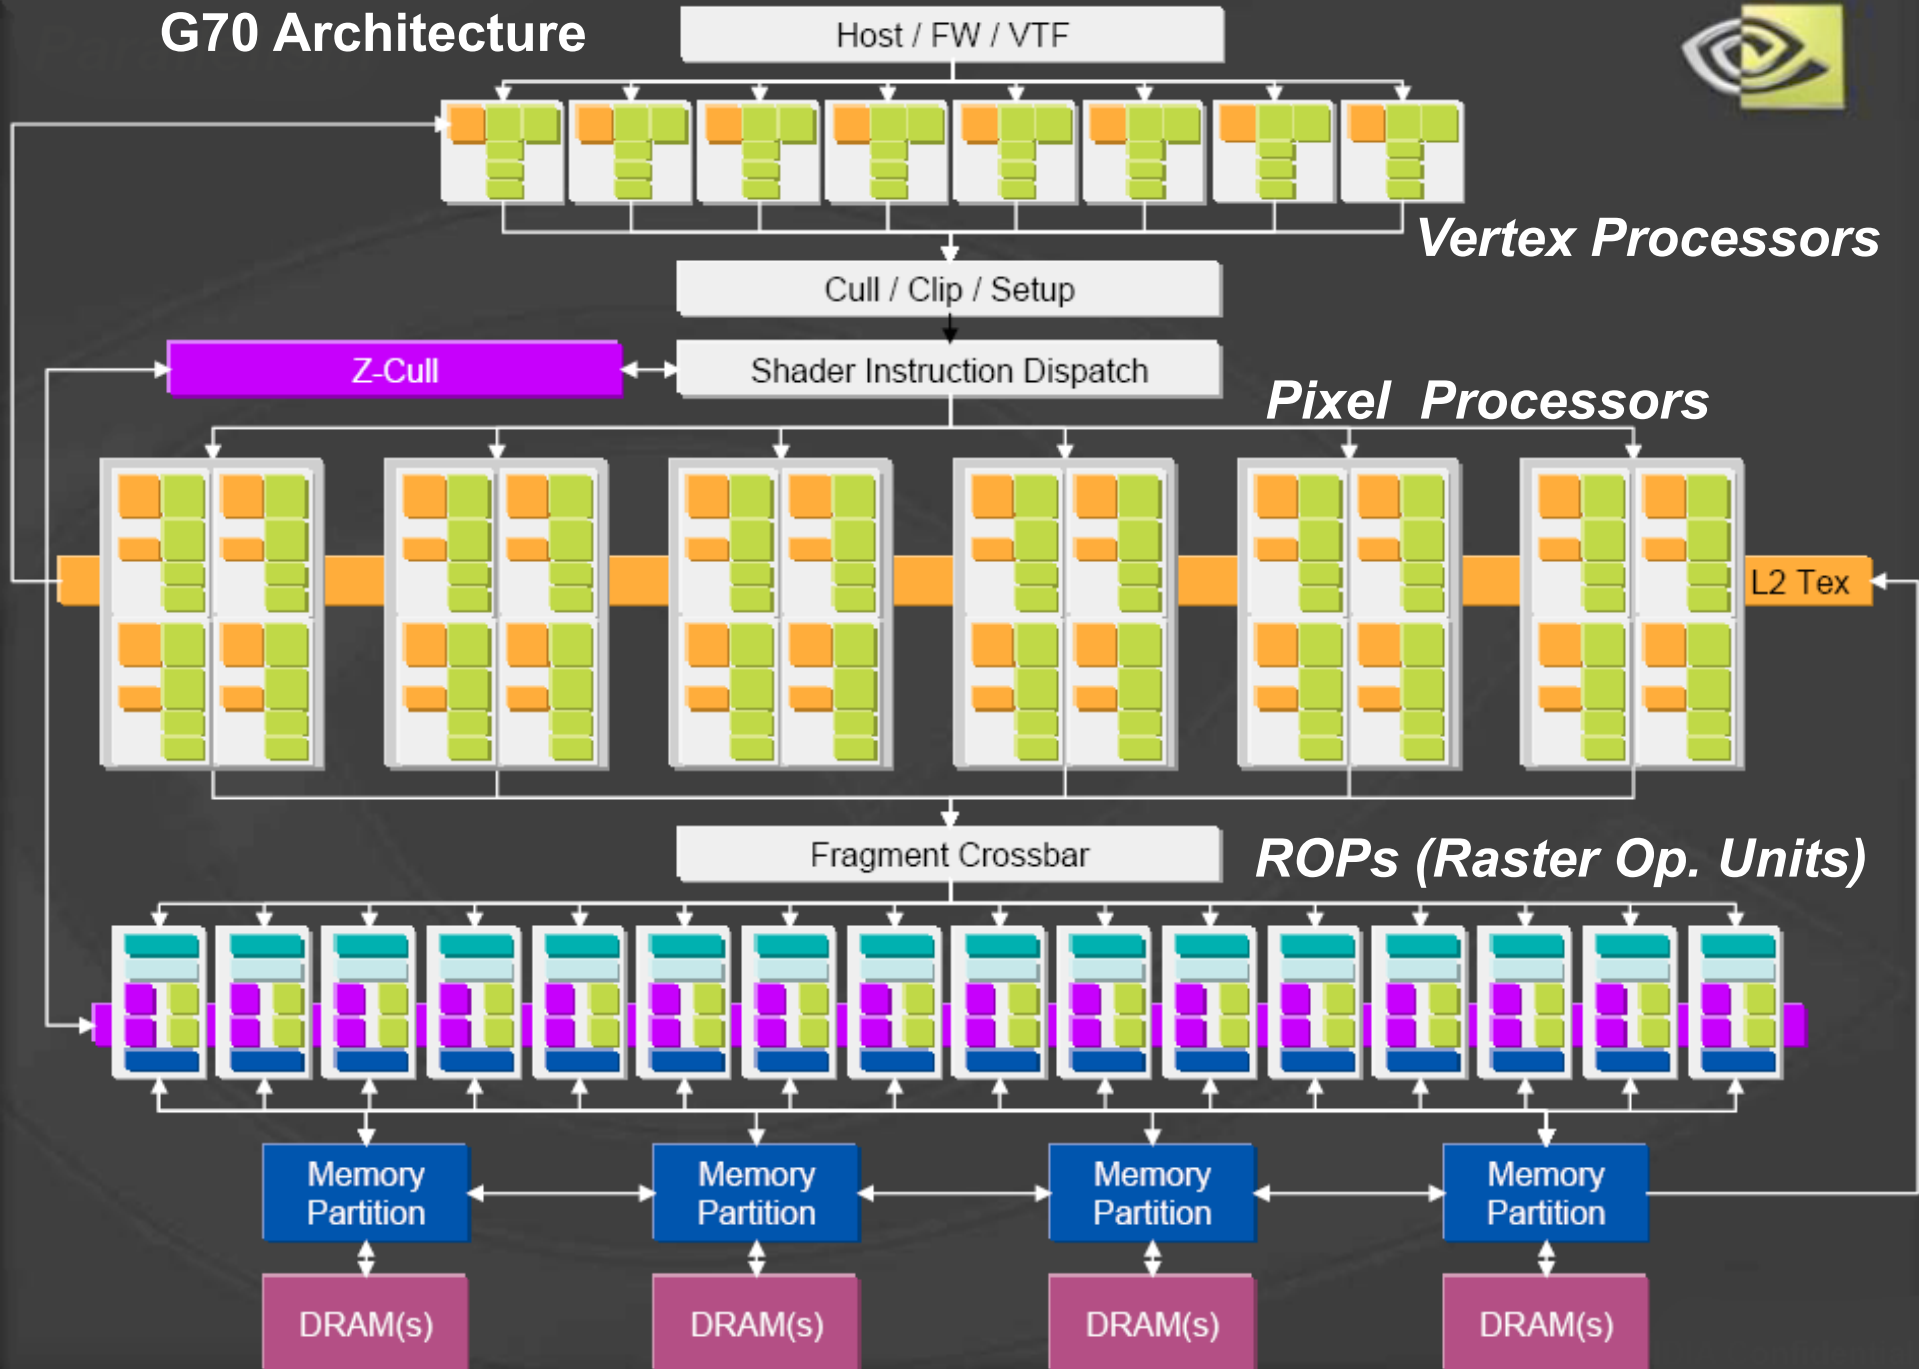 G70 Architecture
Host / FW / VTF
Vertex Processors
Cull / Clip / Setup
Z-Cull
Shader Instruction Dispatch
Pixel Processors
L2 Tex
Fragment Crossbar
ROPs (Raster Op. Units)
Memory
Partition
Memory
Partition
Memory
Partition
Memory
Partition
DRAM(s)
DRAM(s)
DRAM(s)
DRAM(s)